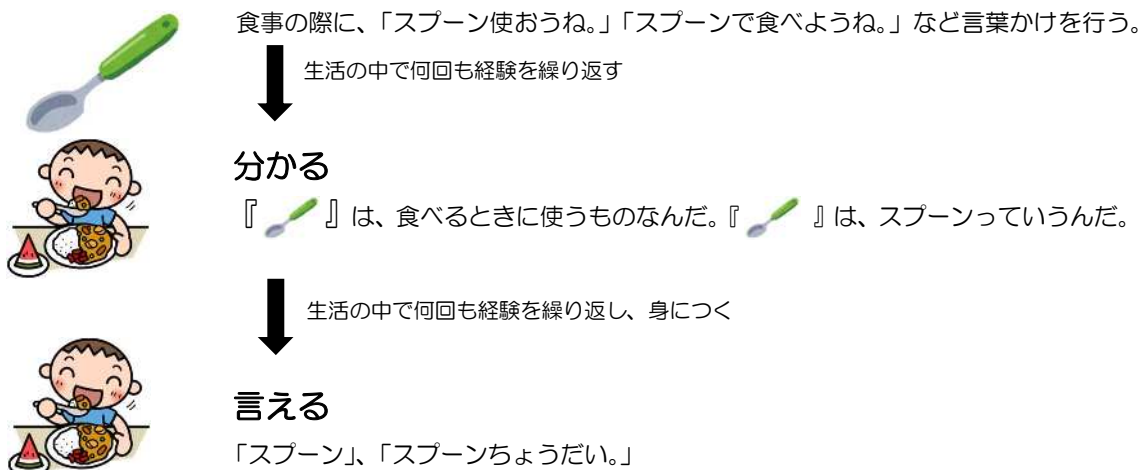 食事の際に、「スプーン使おうね。」「スプーンで食べようね。」など言葉かけを行う。
生活の中で何回も経験を繰り返す
分かる
『 』は、食べるときに使うものなんだ。『 』は、スプーンっていうんだ。
生活の中で何回も経験を繰り返し、身につく
言える
「スプーン」、「スプーンちょうだい。」